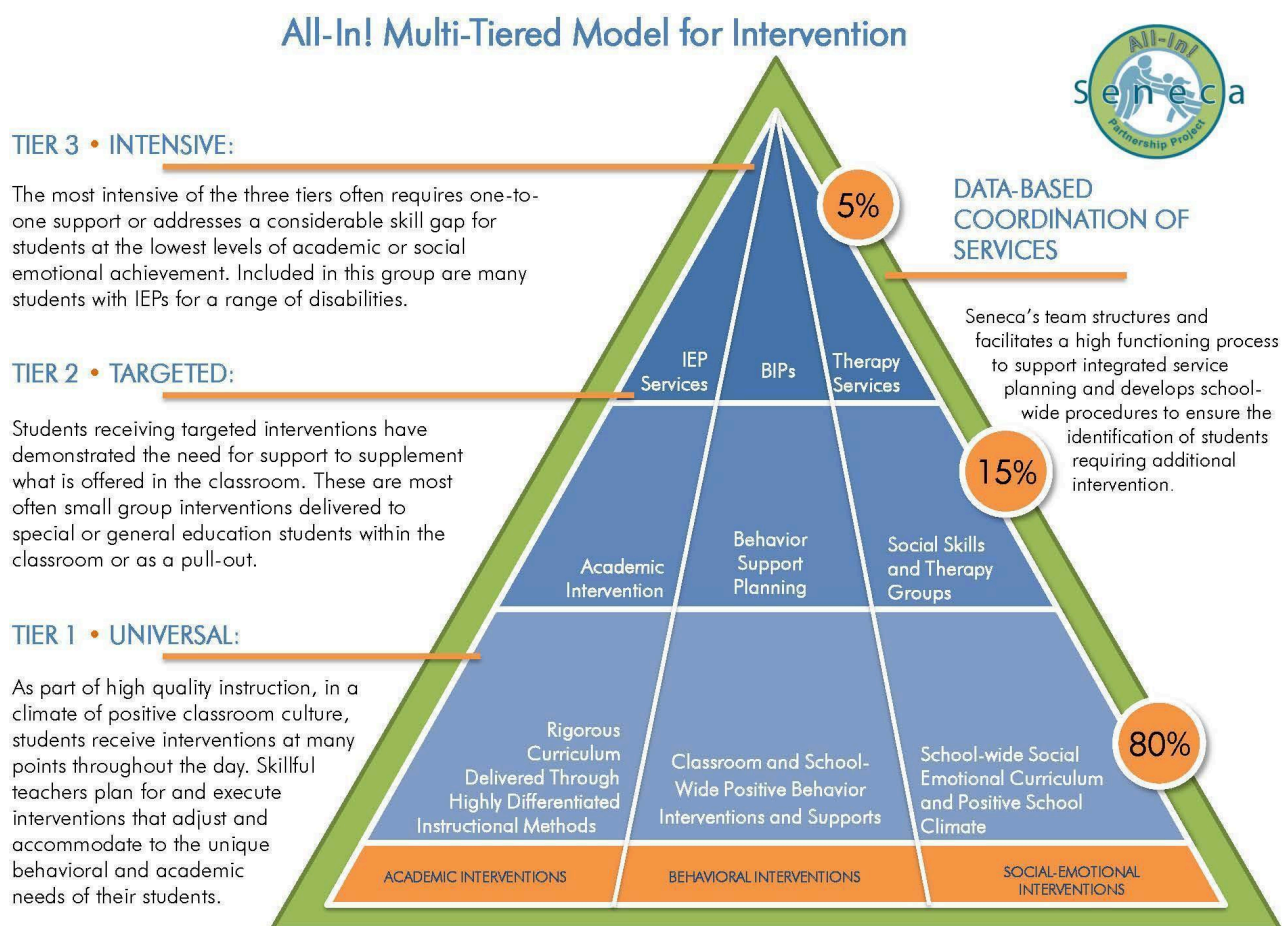 All-In! Multi-Tiered Model for Intervention
All-In!
Seneca
Partnership Project
TIER 3 • INTENSIVE:
The most intensive of the three tiers often requires one-to-
one support or addresses a considerable skill gap for
students at the lowest levels of academic or social
emotional achievement. Included in this group are many
students with IEPs for a range of disabilities.
TIER 2 • TARGETED:
Students receiving targeted interventions have
demonstrated the need for support to supplement
what is offered in the classroom. These are most
often small group interventions delivered to
special or general education students within the
classroom or as a pull-out.
TIER 1 • UNIVERSAL:
As part of high quality instruction, in a
climate of positive classroom culture,
students receive interventions at many
points throughout the day. Skillful
teachers plan for and execute
interventions that adjust and
accommodate to the unique
behavioral and academic
needs of their students.
5%
IEP
Services
BIPs
Therapy
Services
15%
Academic
Intervention
Behavior
Support
Planning
Social Skills
and Therapy
Groups
80%
Rigorous
Curriculum
Delivered Through
Highly Differentiated
Instructional Methods
Classroom and School-
Wide Positive Behavior
Interventions and Supports
School-wide Social
Emotional Curriculum
and Positive School
Climate
ACADEMIC INTERVENTIONS
BEHAVIORAL INTERVENTIONS
SOCIAL-EMOTIONAL
INTERVENTIONS
DATA-BASED
COORDINATION OF
SERVICES
Seneca's team structures and
facilitates a high functioning process
to support integrated service
planning and develops school-
wide procedures to ensure the
identification of students
requiring additional
intervention.